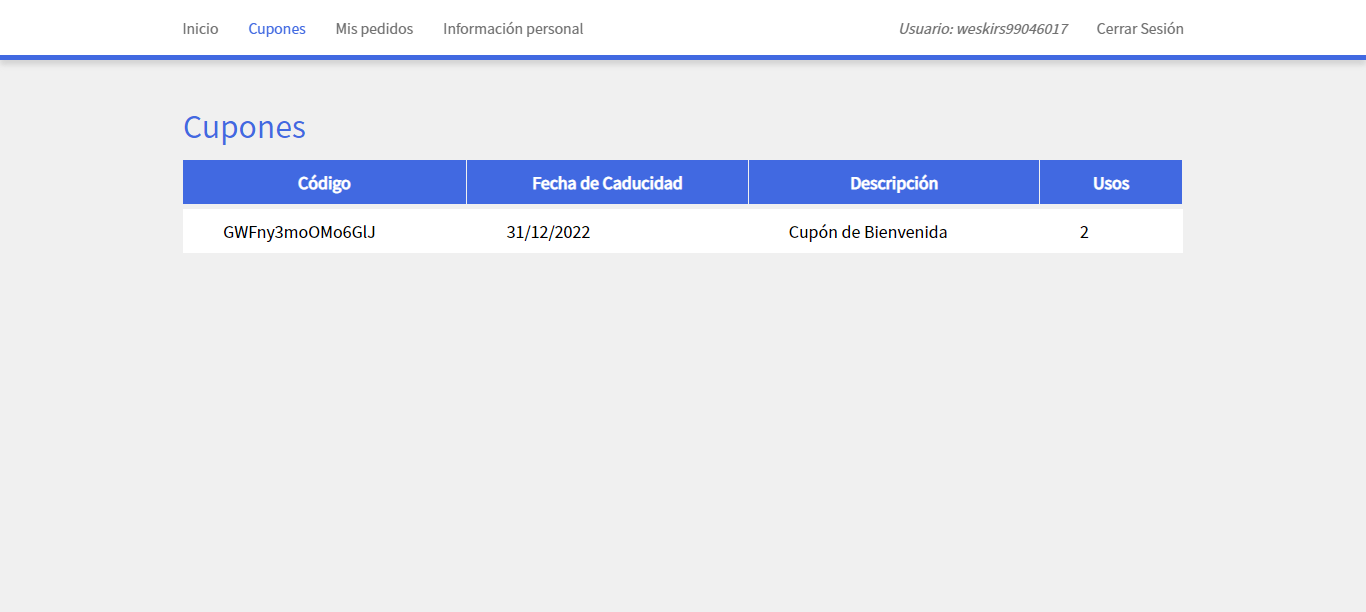 Inicio Cupones Mis pedidos Información personal Usuario: weskirs99046017 Cerrar Sesión
Cupones
Código Fecha de Caducidad Descripción Usos
GWFny3moOMo6GlJ 31/12/2022 Cupón de Bienvenida 2